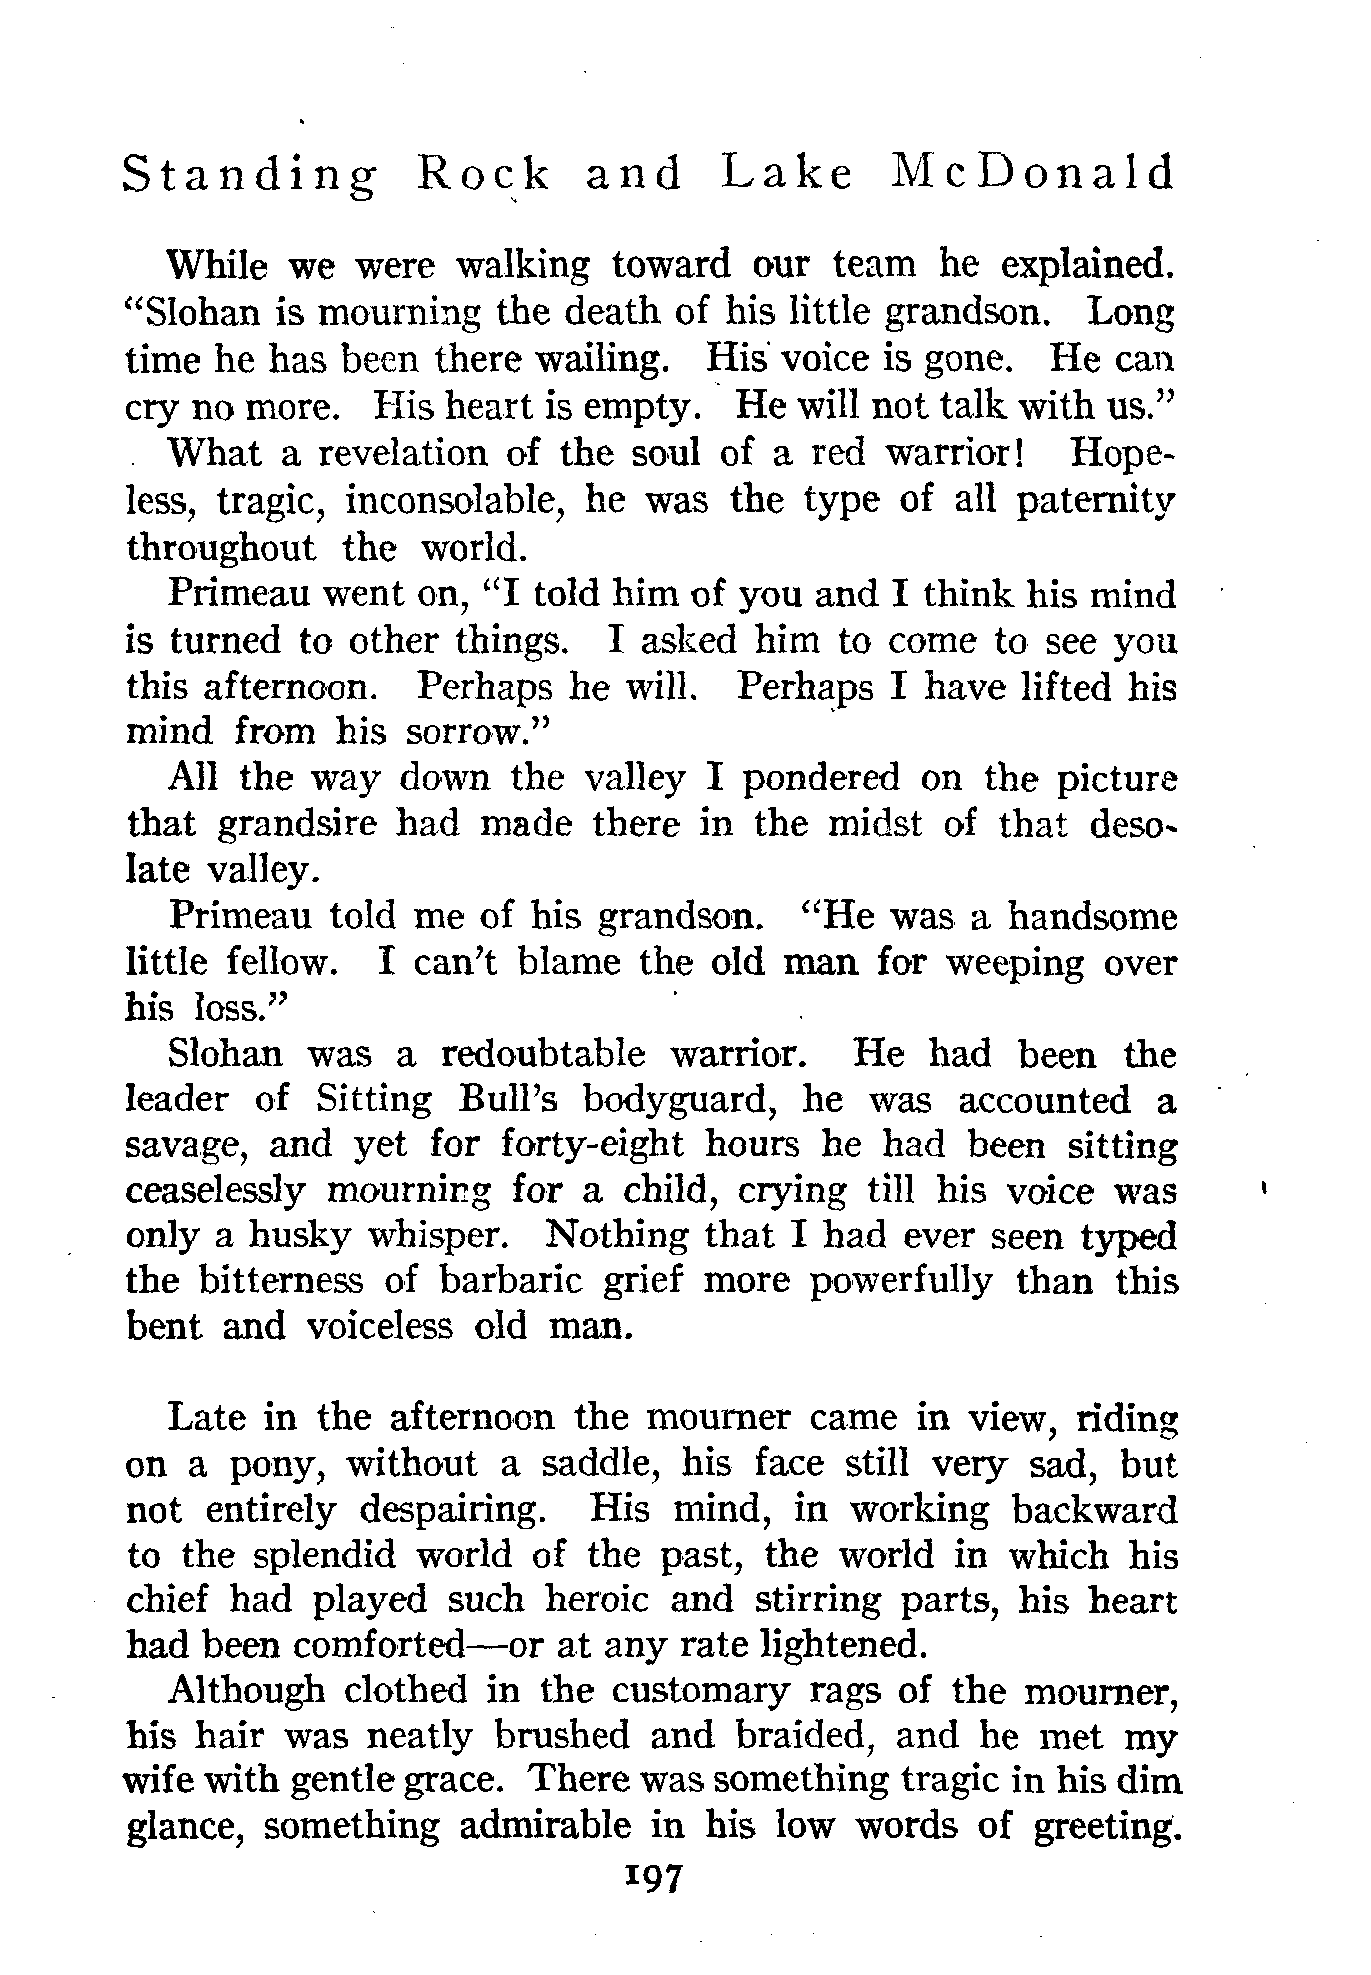 Standing Rock and Lake McDonald
While we were walking toward our team he explained.
“Slohan is mourning the death of his little grandson. Long
time he has been there wailing. His voice is gone. He can
cry no more. His heart is empty. He will not talk with us.”
What a revelation of the soul of a red warrior! Hope-
less, tragic, inconsolable, he was the type of all paternity
throughout the world.
Primeau went on, “I told him of you and I think his mind
is turned to other things. I asked him to come to see you
this afternoon. Perhaps he will. Perhaps I have lifted his
mind from his sorrow.”
All the way down the valley I pondered on the picture
that grandsire had made there in the midst of that deso-
late valley.
Primeau told me of his grandson. “He was a handsome
little fellow. I can’t blame the old man for weeping over
his loss.”
Slohan was a redoubtable warrior. He had been the
leader of Sitting Bull’s bodyguard, he was accounted a
savage, and yet for forty-eight hours he had been sitting
ceaselessly mourning for a child, crying till his voice was
only a husky whisper. Nothing that I had ever seen typed
the bitterness of barbaric grief more powerfully than this
bent and voiceless old man.
Late in the afternoon the mourner came in view, riding
on a pony, without a saddle, his face still very sad, but
not entirely despairing. His mind, in working backward
to the splendid world of the past, the world in which his
chief had played such heroic and stirring parts, his heart
had been comforted—or at any rate lightened.
Although clothed in the customary rags of the mourner,
his hair was neatly brushed and braided, and he met my
wife with gentle grace. There was something tragic in his dim
glance, something admirable in his low words of greeting.
197